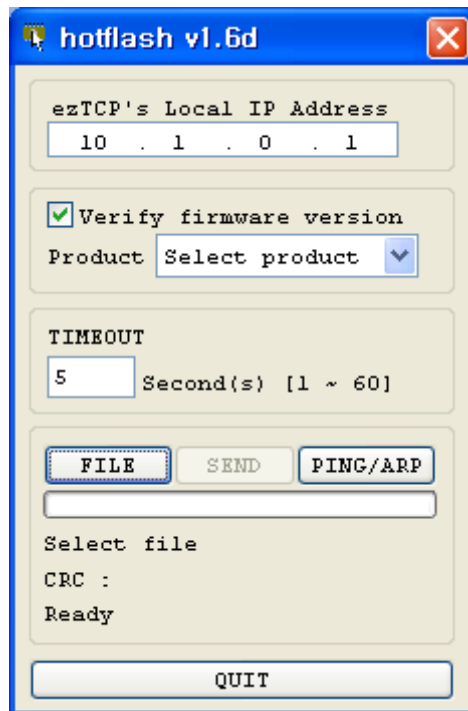 hotflash v1.6d
ezTCP's Local IP Address
10 . 1 . 0 . 1
Verify firmware version
Product Select product
TIMEOUT
5 Second(s) [1 ~ 60]
FILE SEND PING/ARP
Select file
CRC :
Ready
QUIT